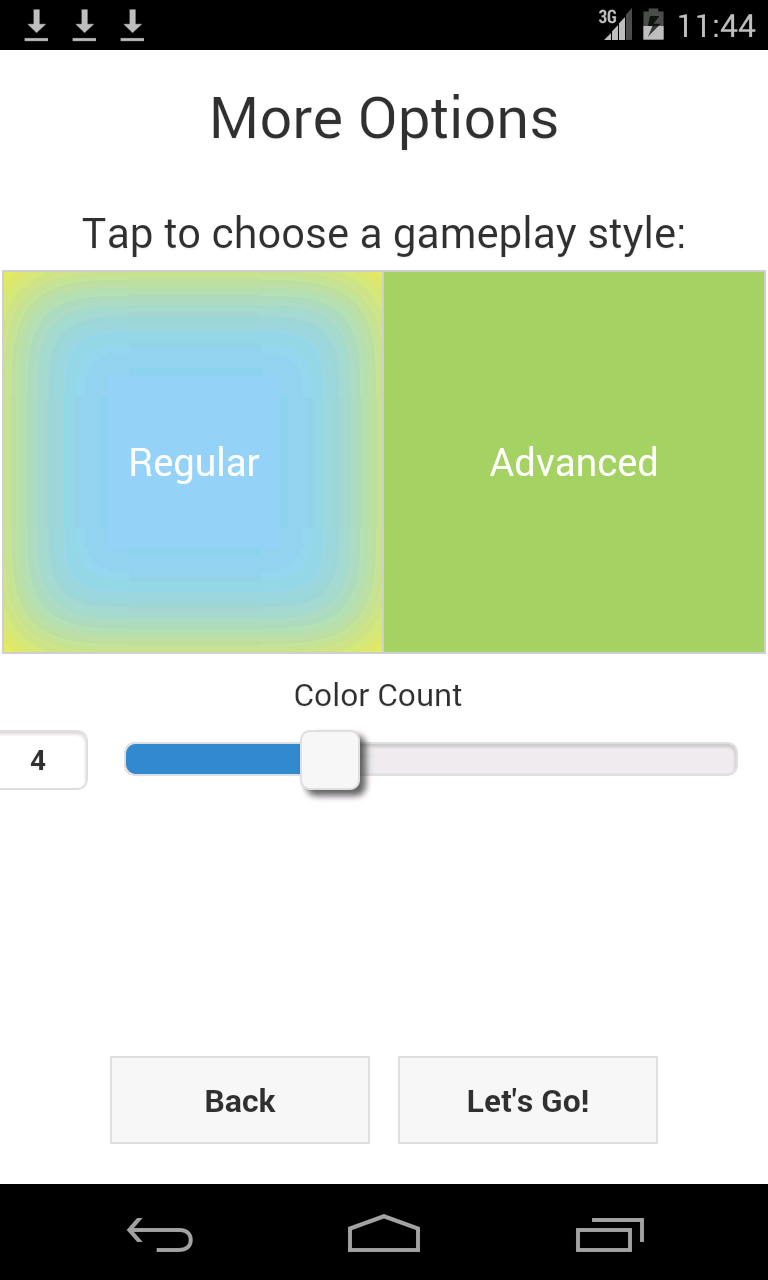 3G 11:44
More Options
Tap to choose a gameplay style:
Regular Advanced
Color Count
4
Back Let's Go!